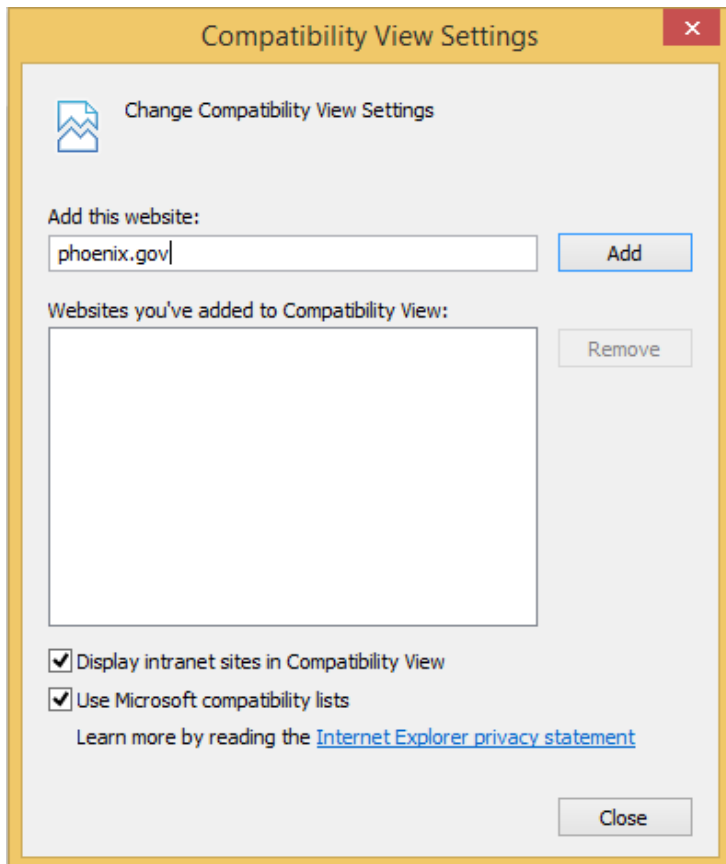 Compatibility View Settings
Change Compatibility View Settings
Add this website:
phoenix.gov
Add
Websites you've added to Compatibility View:
Remove
Display intranet sites in Compatibility View
Use Microsoft compatibility lists
Learn more by reading the Internet Explorer privacy statement
Close